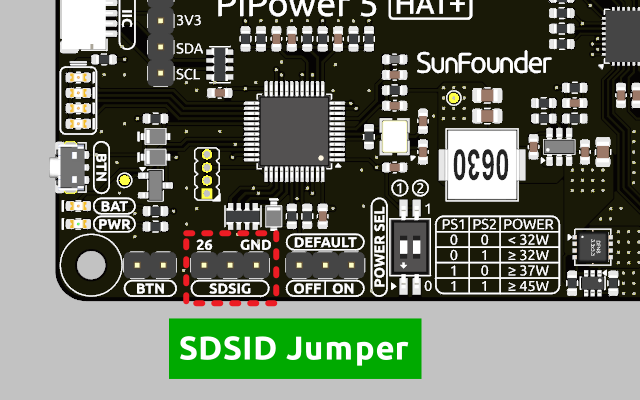 PiPower 5 HAT+
IIC
3V3
SDA
SCL
SunFounder
BTN
0630
BAT
PWR
26 GND
DEFAULT
BTN
SDSIG
OFF ON
POWER SEL
1 2
1
0
PS1 PS2 POWER
0 0 < 32W
0 1 ≥ 32W
1 0 ≥ 37W
1 1 ≥ 45W
SDSID Jumper